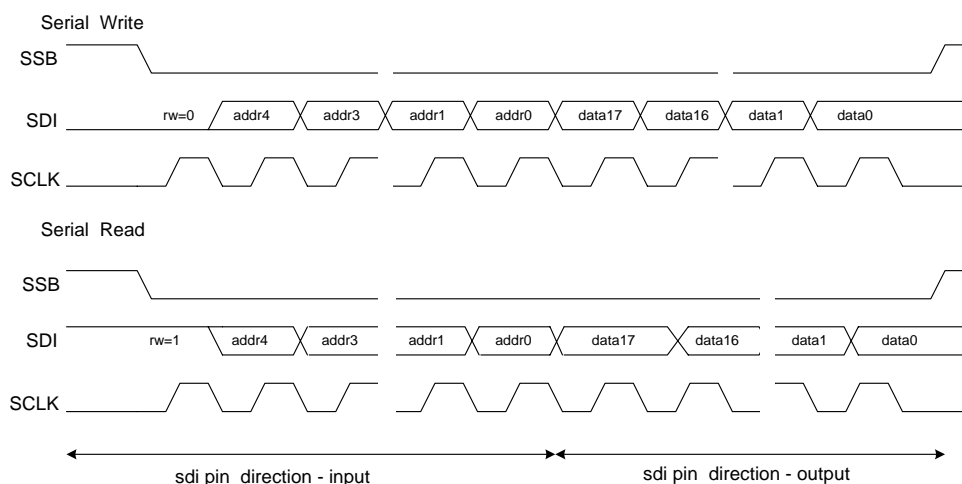 Serial Write
SSB
SDI rw=0 addr4 addr3 addr1 addr0 data17 data16 data1 data0
SCLK
Serial Read
SSB
SDI rw=1 addr4 addr3 addr1 addr0 data17 data16 data1 data0
SCLK
sdi pin direction - input sdi pin direction - output